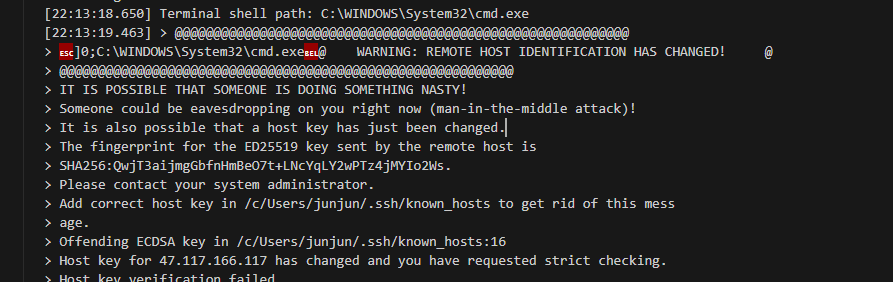 [22:13:18.650] Terminal shell path: C:\WINDOWS\System32\cmd.exe
[22:13:19.463] > @@@@@@@@@@@@@@@@@@@@@@@@@@@@@@@@@@@@@@@@@@@@@@@@@@@@@@@@@@@
> ESC]0;C:\WINDOWS\System32\cmd.exeBEL@    WARNING: REMOTE HOST IDENTIFICATION HAS CHANGED!     @
> @@@@@@@@@@@@@@@@@@@@@@@@@@@@@@@@@@@@@@@@@@@@@@@@@@@@@@@@@@@
> IT IS POSSIBLE THAT SOMEONE IS DOING SOMETHING NASTY!
> Someone could be eavesdropping on you right now (man-in-the-middle attack)!
> It is also possible that a host key has just been changed.
> The fingerprint for the ED25519 key sent by the remote host is
> SHA256:QwjT3aijmgGbfnHmBeO7t+LNcYqLY2wPTz4jMYIo2Ws.
> Please contact your system administrator.
> Add correct host key in /c/Users/junjun/.ssh/known_hosts to get rid of this mess
> age.
> Offending ECDSA key in /c/Users/junjun/.ssh/known_hosts:16
> Host key for 47.117.166.117 has changed and you have requested strict checking.
> Host key verification failed